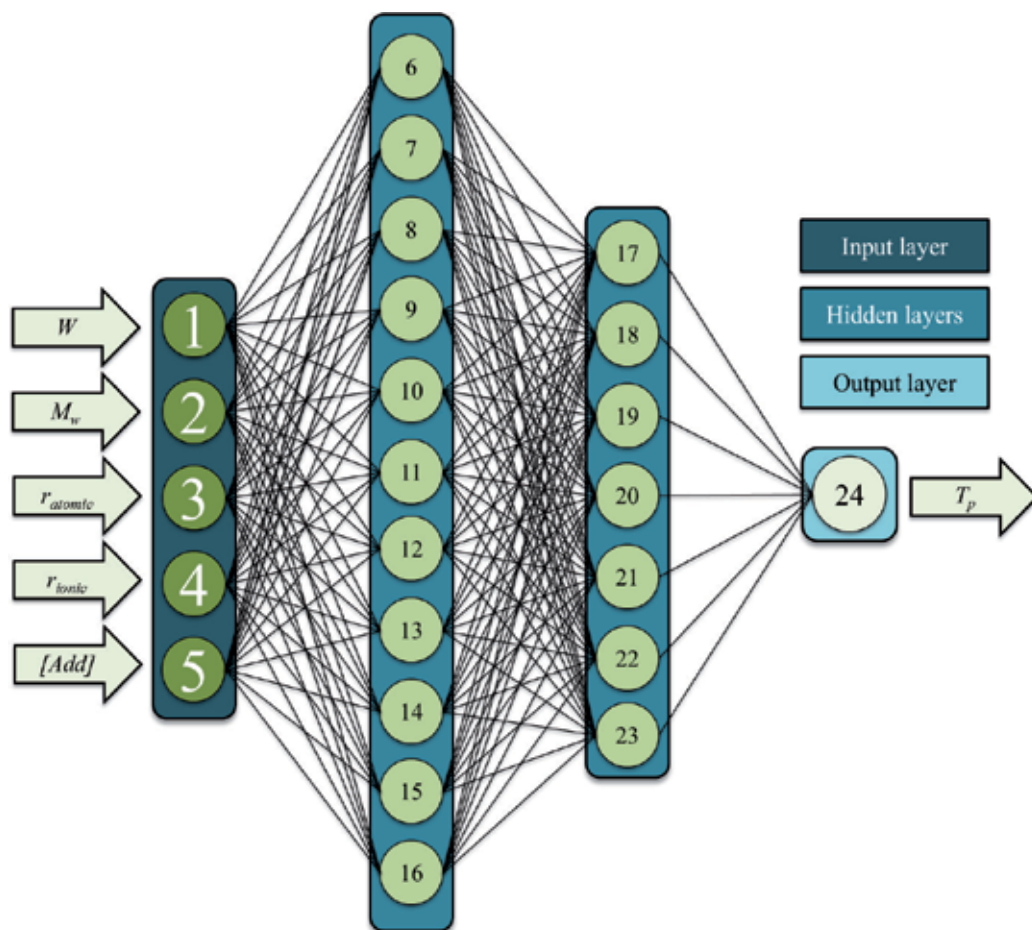 W
M_w
r_atomic
r_ionic
[Add]
1
2
3
4
5
6
7
8
9
10
11
12
13
14
15
16
17
18
19
20
21
22
23
Input layer
Hidden layers
Output layer
24
T_p